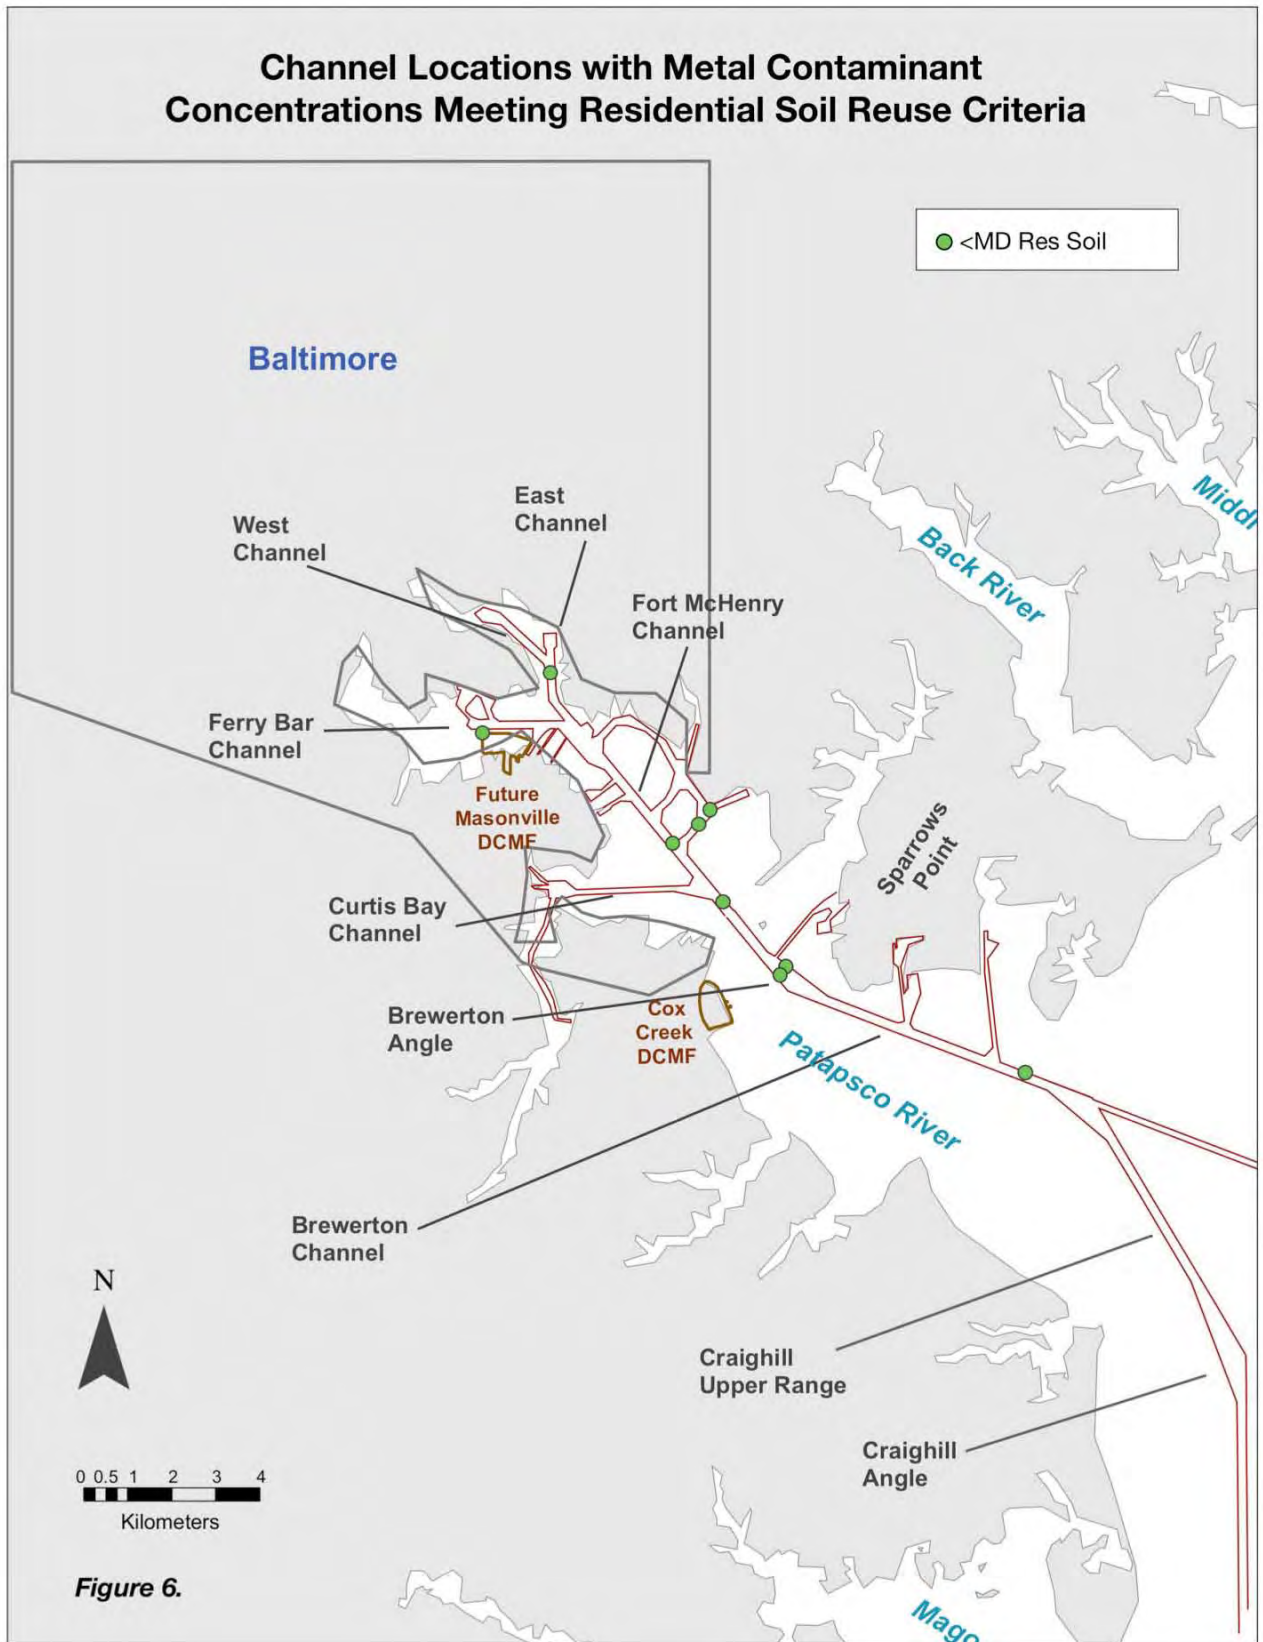 Channel Locations with Metal Contaminant
Concentrations Meeting Residential Soil Reuse Criteria
<MD Res Soil
Baltimore
Middl
Back River
East
Channel
West
Channel
Fort McHenry
Channel
Ferry Bar
Channel
Future
Masonville
DCMF
Sparrows
Point
Curtis Bay
Channel
Brewerton
Angle
Cox
Creek
DCMF
Patapsco River
Brewerton
Channel
N
Craighill
Upper Range
Craighill
Angle
0 0.5 1 2 3 4
Kilometers
Figure 6.
Mago